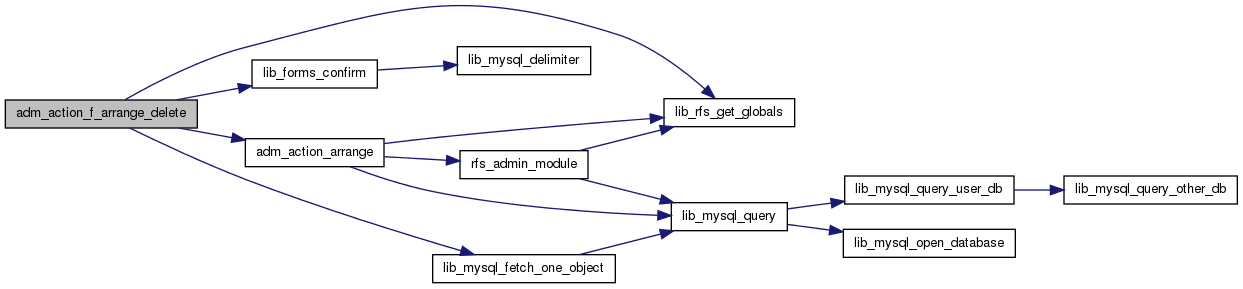 adm_action_f_arrange_delete
lib_forms_confirm
lib_mysql_delimiter
lib_rfs_get_globals
adm_action_arrange
rfs_admin_module
lib_mysql_query
lib_mysql_query_user_db
lib_mysql_query_other_db
lib_mysql_open_database
lib_mysql_fetch_one_object